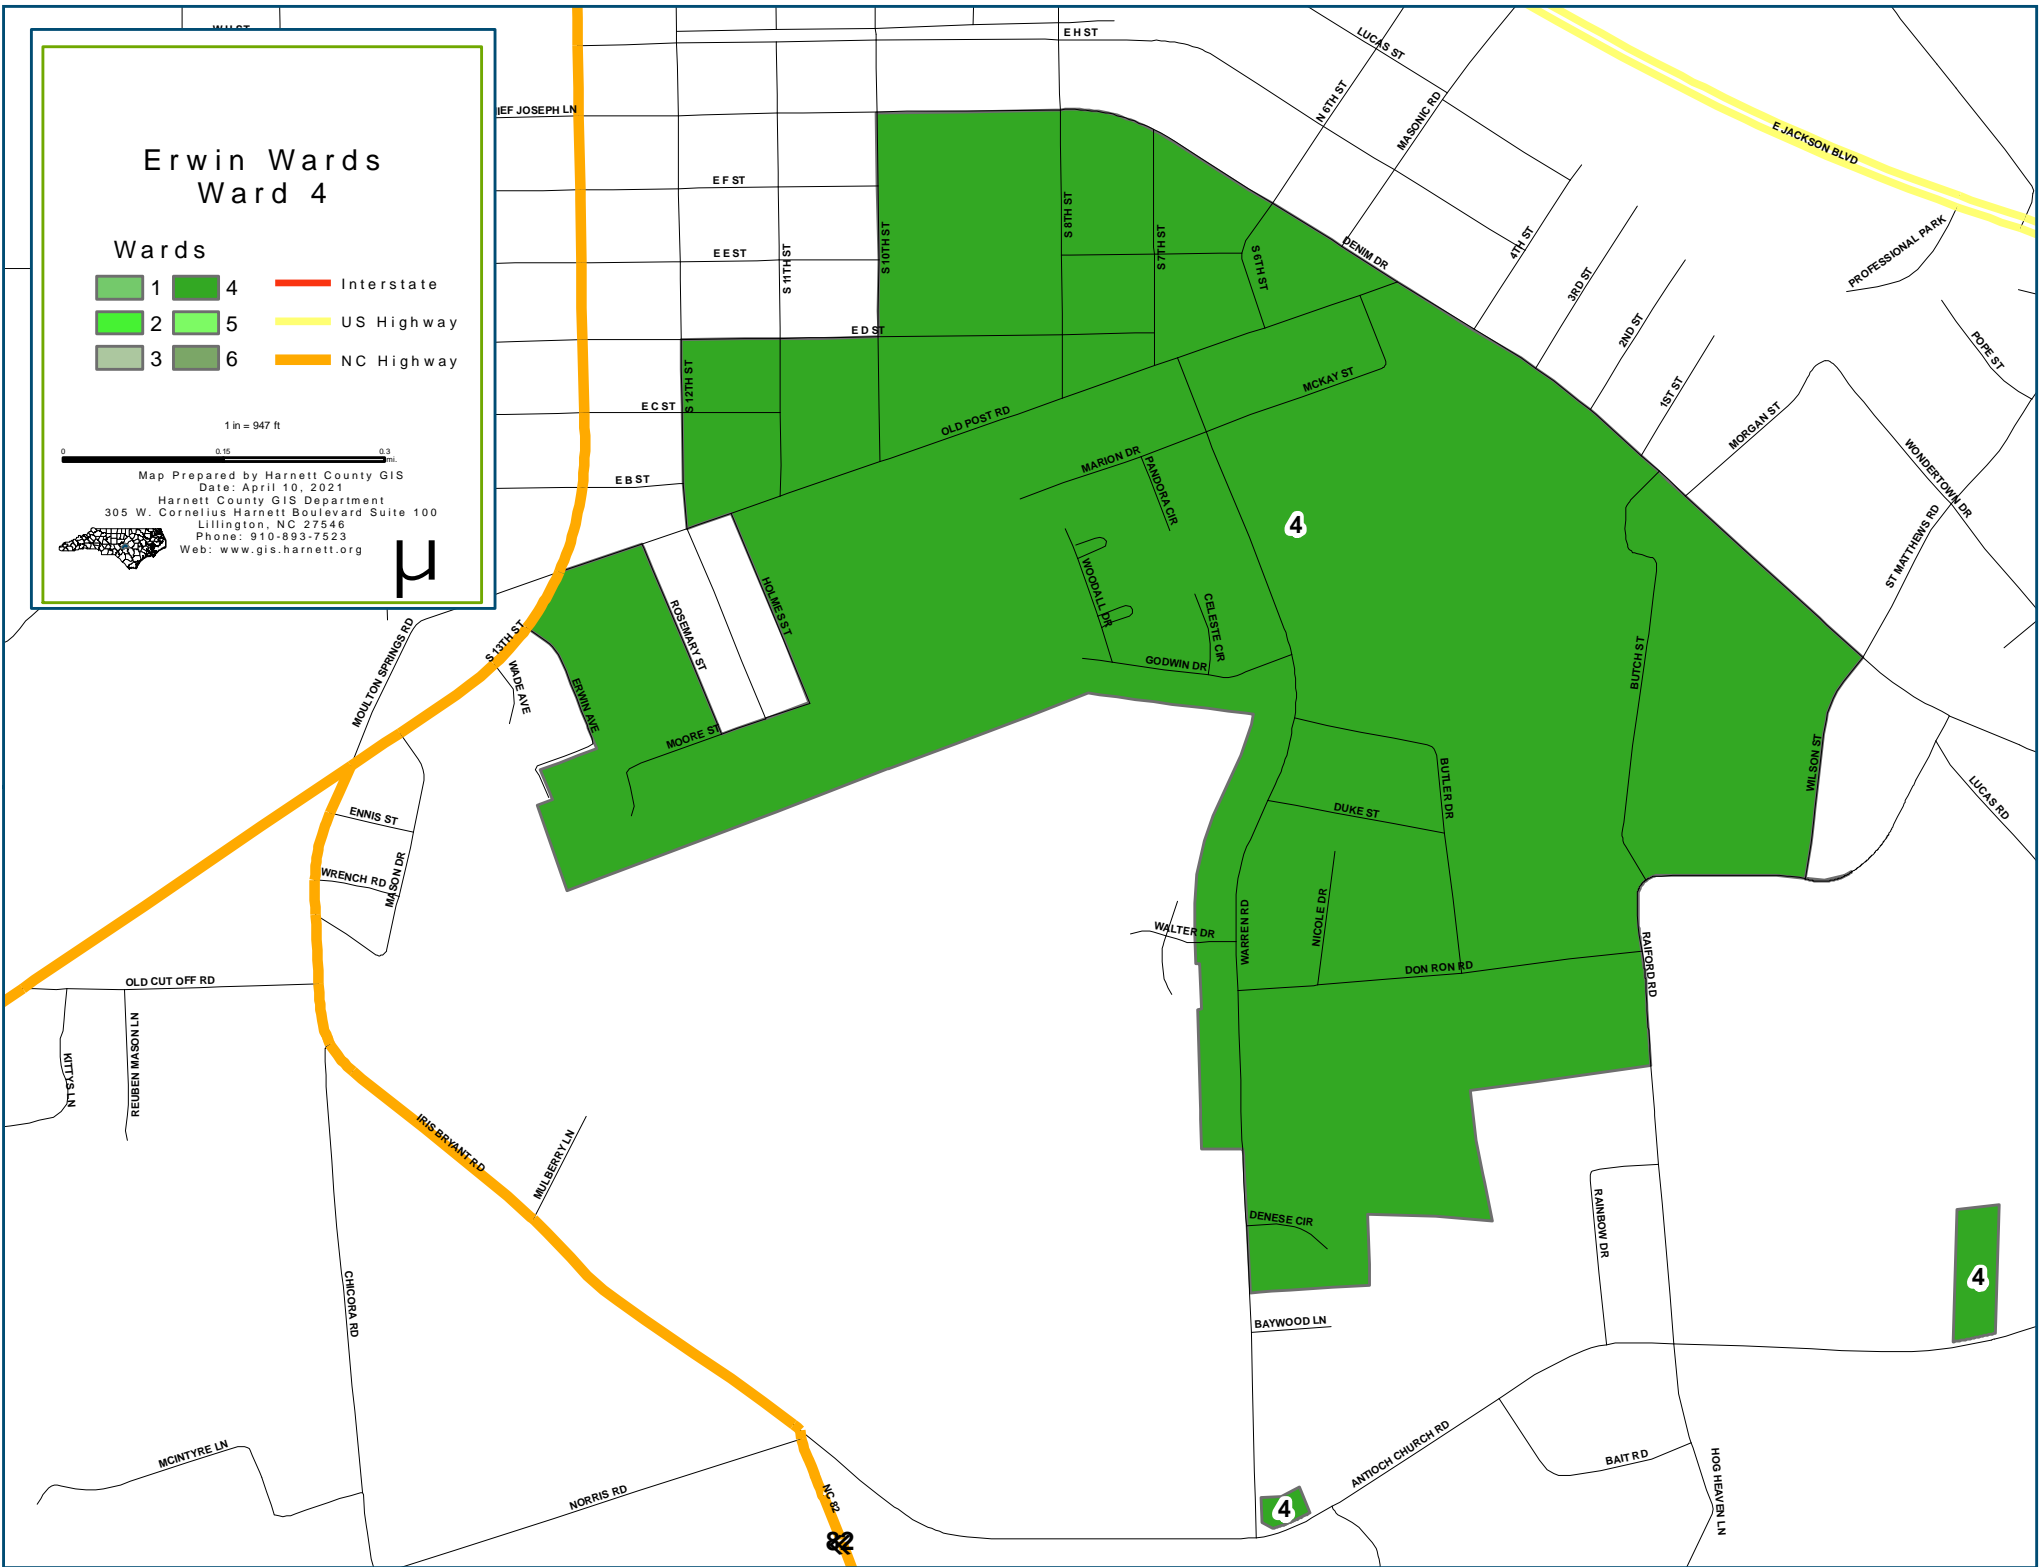 Erwin Wards
Ward 4
Wards
1
4
Interstate
2
5
US Highway
3
6
NC Highway
1 in = 947 ft
0
0.15
0.3
mi.
Map Prepared by Harnett County GIS
Date: April 10, 2021
Harnett County GIS Department
305 W. Cornelius Harnett Boulevard Suite 100
Lillington, NC 27546
Phone: 910-893-7523
Web: www.gis.harnett.org
µ
E H ST
LUCAS ST
N 6TH ST
MASONIC RD
E JACKSON BLVD
IEF JOSEPH LN
E F ST
E E ST
S 11TH ST
S 10TH ST
S 8TH ST
S 7TH ST
S 6TH ST
DENIM DR
4TH ST
3RD ST
2ND ST
1ST ST
PROFESSIONAL PARK
POPE ST
E D ST
S 12TH ST
E C ST
E B ST
OLD POST RD
MCKAY ST
MARION DR
PANDORA CIR
MORGAN ST
WONDERTOWN DR
ST MATTHEWS RD
4
WOODALL DR
CELESTE CIR
GODWIN DR
HOLMES ST
ROSEMARY ST
S 13TH ST
WADE AVE
ERWIN AVE
MOORE ST
MOULTON SPRINGS RD
BUTCH ST
WILSON ST
LUCAS RD
BUTLER DR
DUKE ST
NICOLE DR
WARREN RD
WALTER DR
DON RON RD
RAIFORD RD
ENNIS ST
WRENCH RD
MASON DR
OLD CUT OFF RD
REUBEN MASON LN
KITTYS LN
IRIS BRYANT RD
MULBERRY LN
DENESE CIR
RAINBOW DR
4
CHICORA RD
BAYWOOD LN
ANTIOCH CHURCH RD
BAIT RD
HOG HEAVEN LN
MCINTYRE LN
NORRIS RD
NC 82
82
4